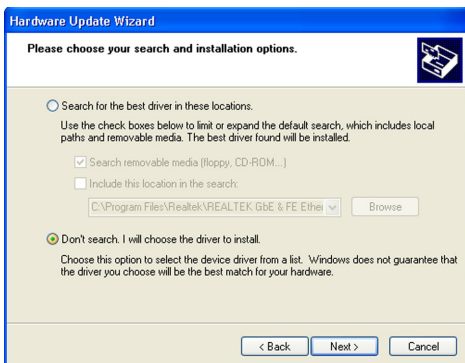 Hardware Update Wizard
Please choose your search and installation options.
Search for the best driver in these locations.
Use the check boxes below to limit or expand the default search, which includes local
paths and removable media. The best driver found will be installed.
Search removable media (floppy, CD-ROM...)
Include this location in the search:
C:\Program Files\Realtek\REALTEK GbE & FE Ether
Browse
Don't search. I will choose the driver to install.
Choose this option to select the device driver from a list. Windows does not guarantee that
the driver you choose will be the best match for your hardware.
< Back Next > Cancel